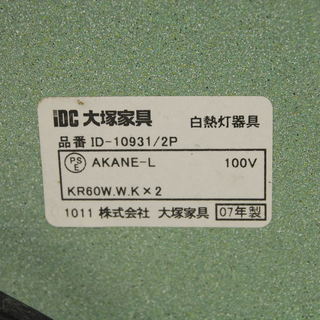 iDC 大塚家具 白熱灯器具
品番 ID-10931/2P
PSE AKANE-L 100V
KR60W.W.K×2
1011 株式会社 大塚家具 07年製